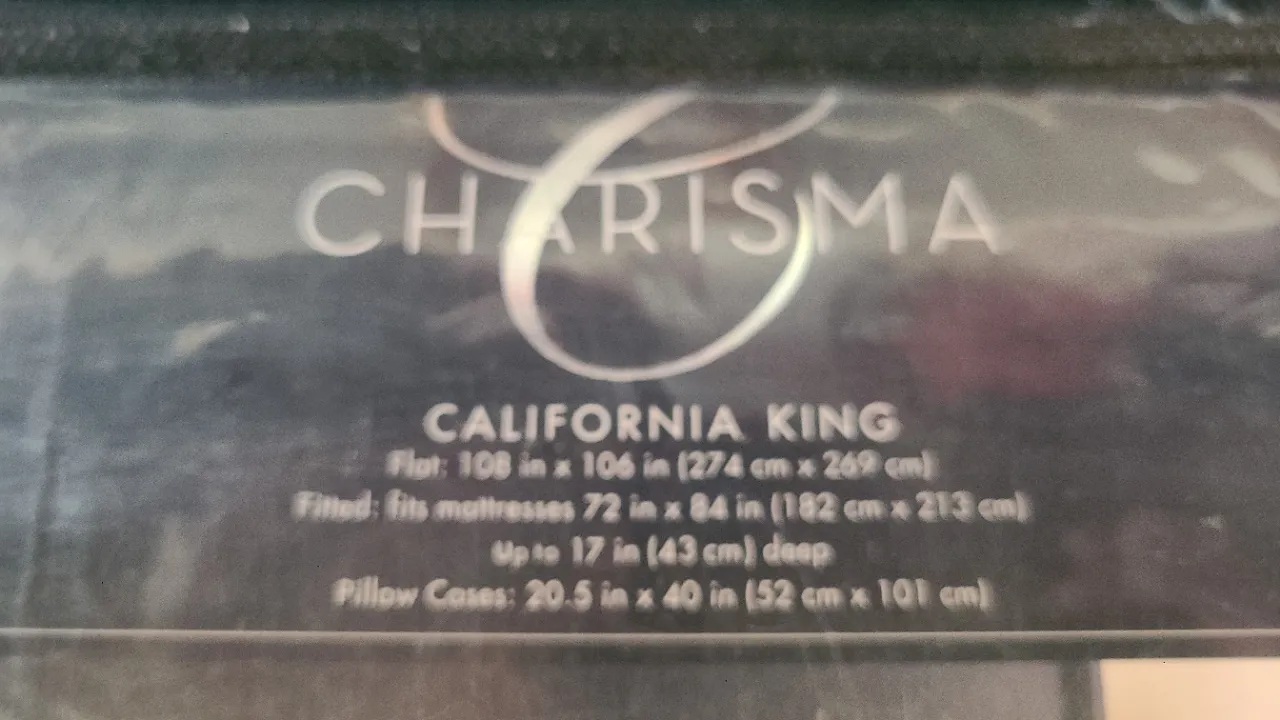 CHARISMA
CALIFORNIA KING
Flat: 108 in x 106 in (274 cm x 269 cm)
Fitted: fits mattresses 72 in x 84 in (182 cm x 213 cm)
Up to 17 in (43 cm) deep
Pillow Cases: 20.5 in x 40 in (52 cm x 101 cm)